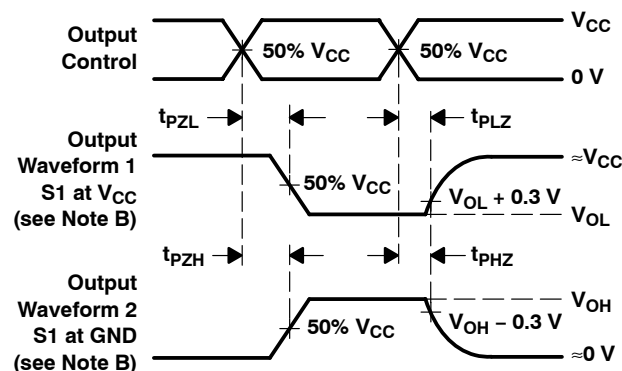 Output
Control
50% VCC
50% VCC
VCC
0 V
tPZL
tPLZ
Output
Waveform 1
S1 at VCC
(see Note B)
50% VCC
VOL + 0.3 V
≈VCC
VOL
tPZH
tPHZ
Output
Waveform 2
S1 at GND
(see Note B)
50% VCC
VOH
VOH − 0.3 V
≈0 V